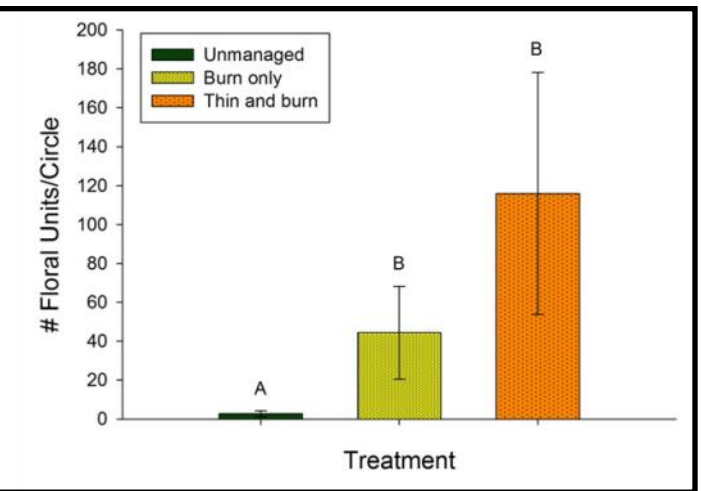 200
180
160
140
120
100
80
60
40
20
0
# Floral Units/Circle
Unmanaged
Burn only
Thin and burn
A
B
B
Treatment